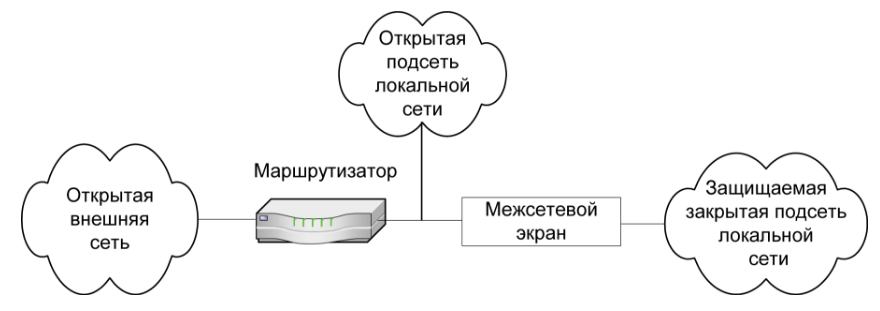 Открытая
подсеть
локальной
сети
Маршрутизатор
Открытая
внешняя
сеть
Межсетевой
экран
Защищаемая
закрытая подсеть
локальной
сети